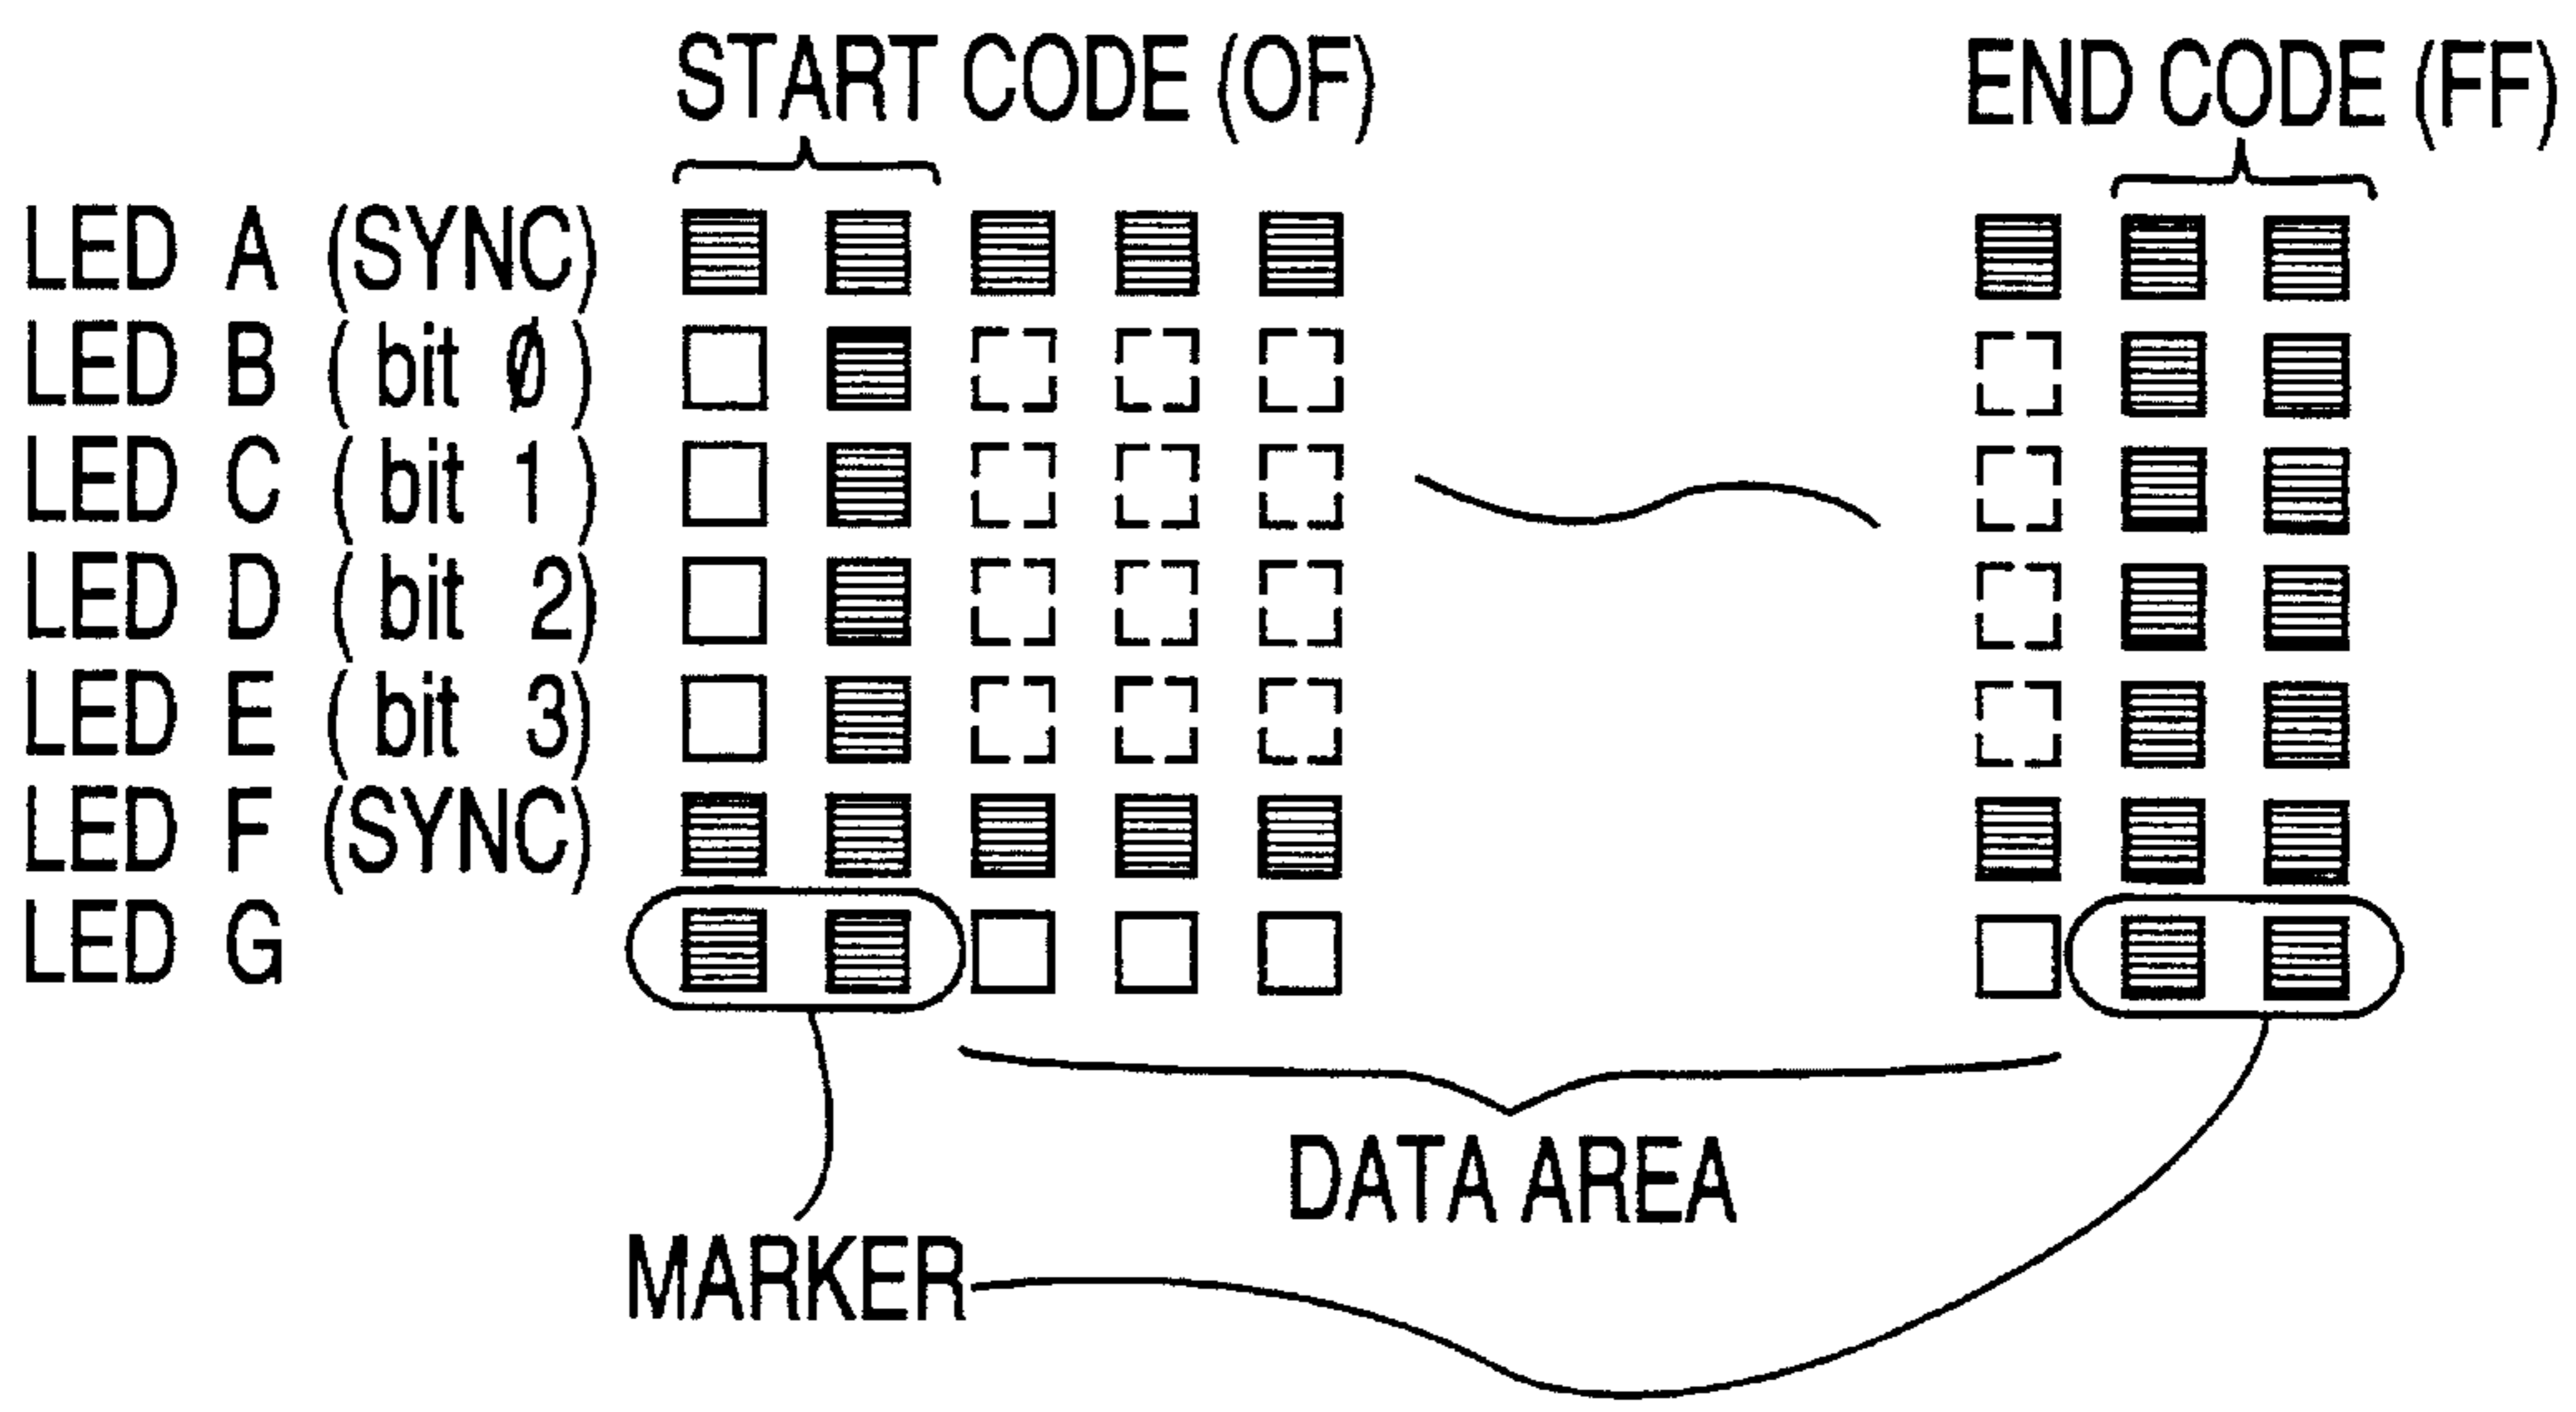 START CODE (OF)
END CODE (FF)
LED A (SYNC)
LED B ( bit Ø )
LED C ( bit 1 )
LED D ( bit 2)
LED E ( bit 3)
LED F (SYNC)
LED G
DATA AREA
MARKER